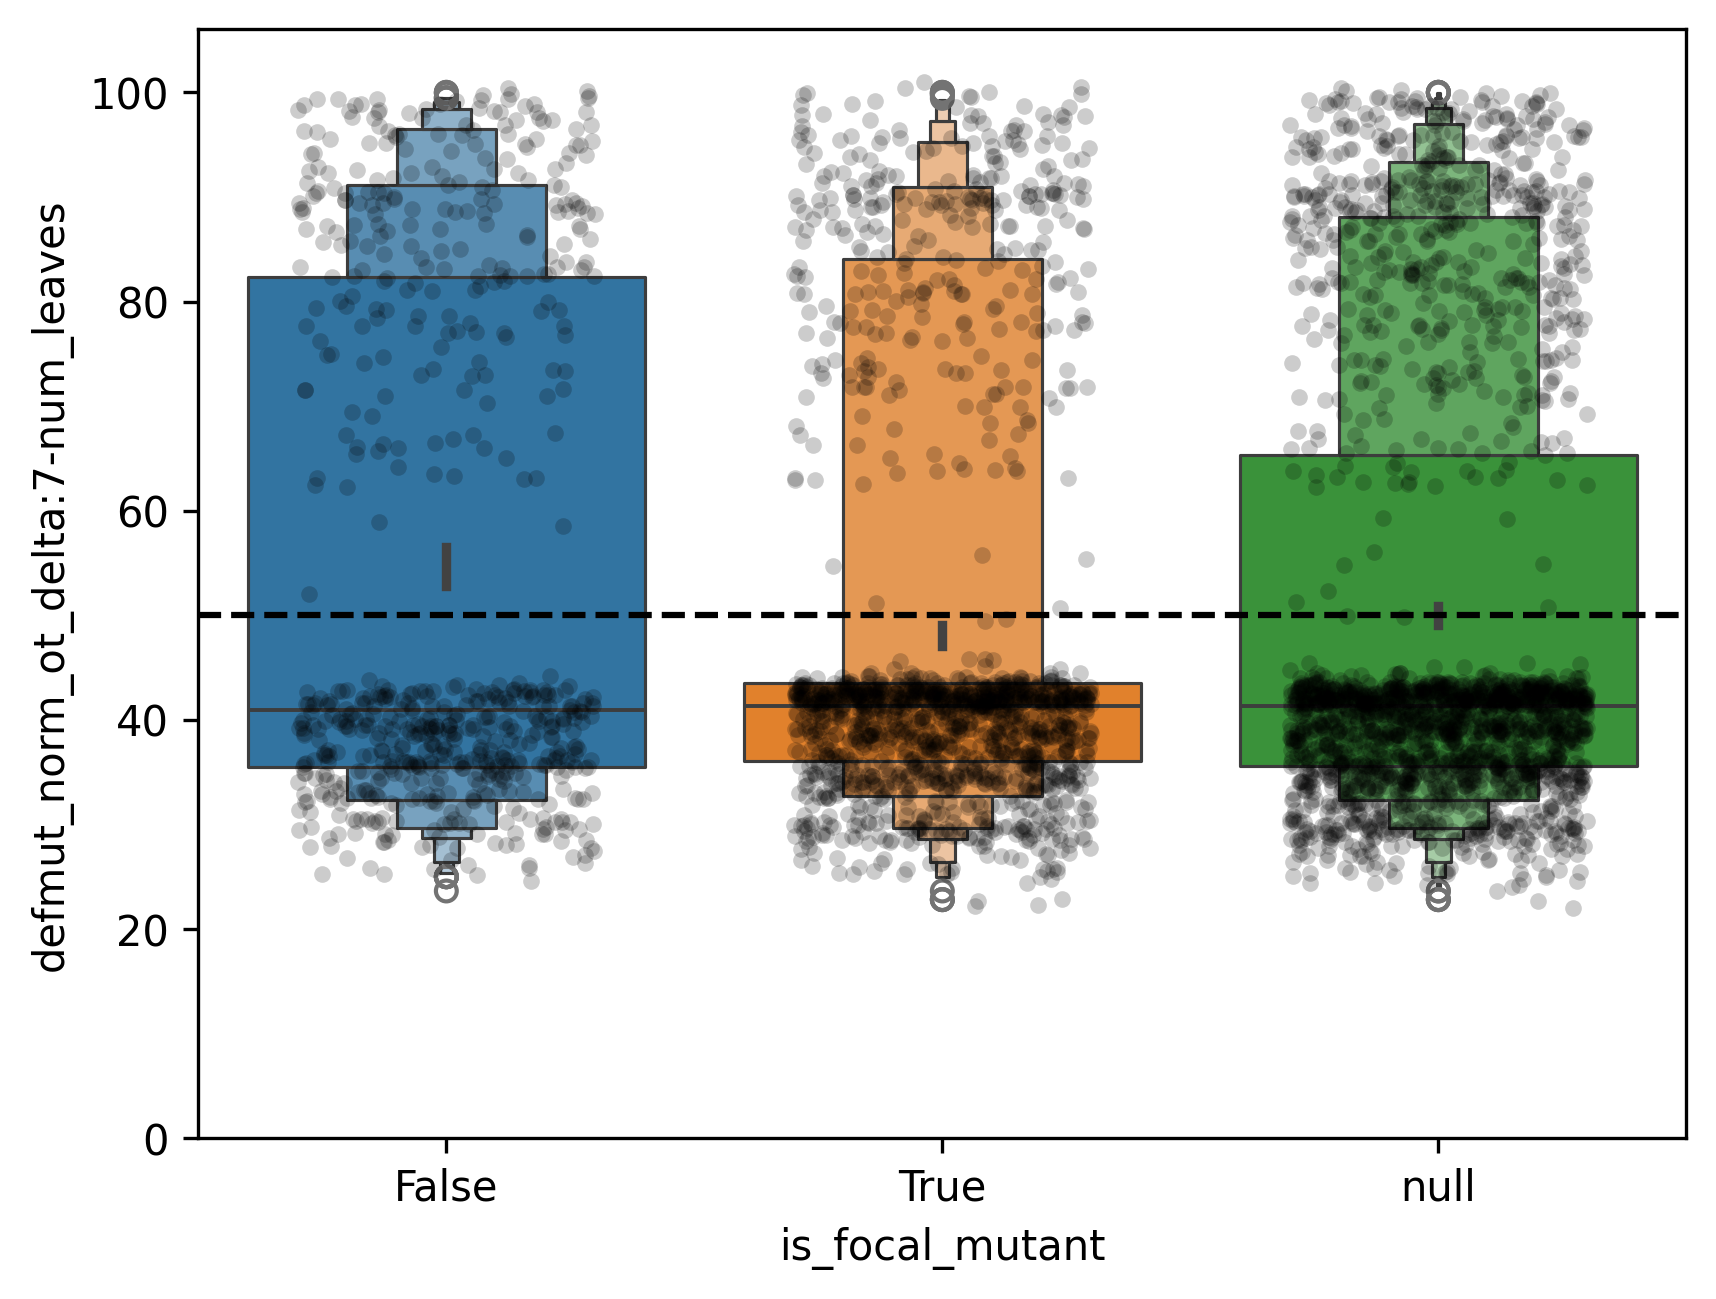 defmut_norm_ot_delta:7-num_leaves
100
80
60
40
20
0
False
True
null
is_focal_mutant